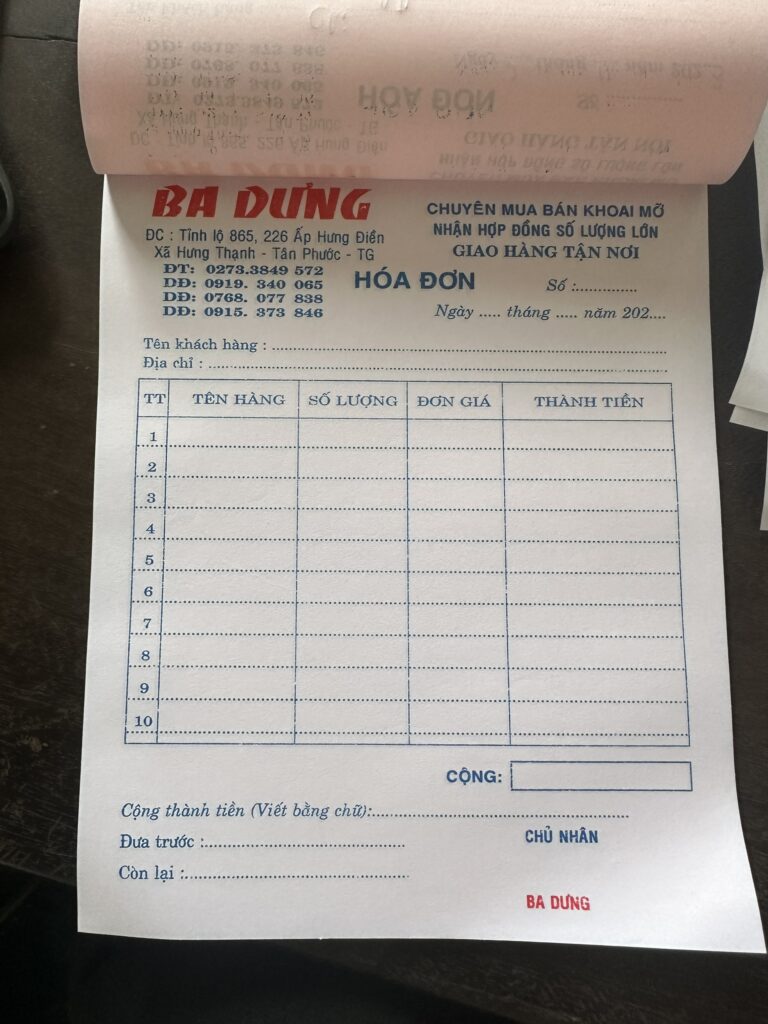 BA DƯNG
ĐC : Tỉnh lộ 865, 226 Ấp Hưng Điền
Xã Hưng Thạnh - Tân Phước - TG
ĐT: 0273.3849 572
DĐ: 0919. 340 065
DĐ: 0768. 077 838
DĐ: 0915. 373 846
CHUYÊN MUA BÁN KHOAI MỠ
NHẬN HỢP ĐỒNG SỐ LƯỢNG LỚN
GIAO HÀNG TẬN NƠI
HÓA ĐƠN
Số :..............
Ngày ..... tháng ..... năm 202....
Tên khách hàng : ................................................................
Địa chỉ : ................................................................
TT TÊN HÀNG SỐ LƯỢNG ĐƠN GIÁ THÀNH TIỀN
1
2
3
4
5
6
7
8
9
10
CỘNG:
Cộng thành tiền (Viết bằng chữ):................................................
Đưa trước :........................................
Còn lại :............................................
CHỦ NHÂN
BA DƯNG